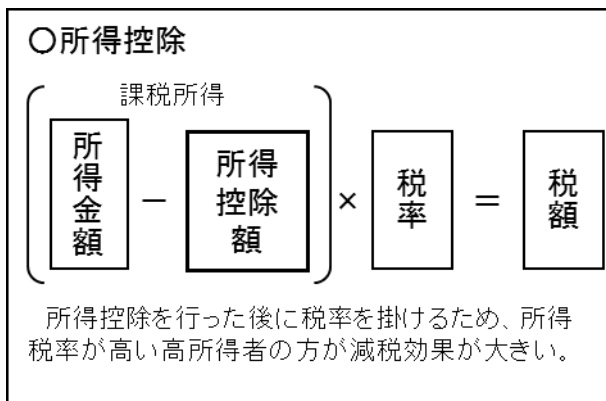 〇所得控除
課税所得
所得金額 － 所得控除額 × 税率 ＝ 税額
所得控除を行った後に税率を掛けるため、所得
税率が高い高所得者の方が減税効果が大きい。